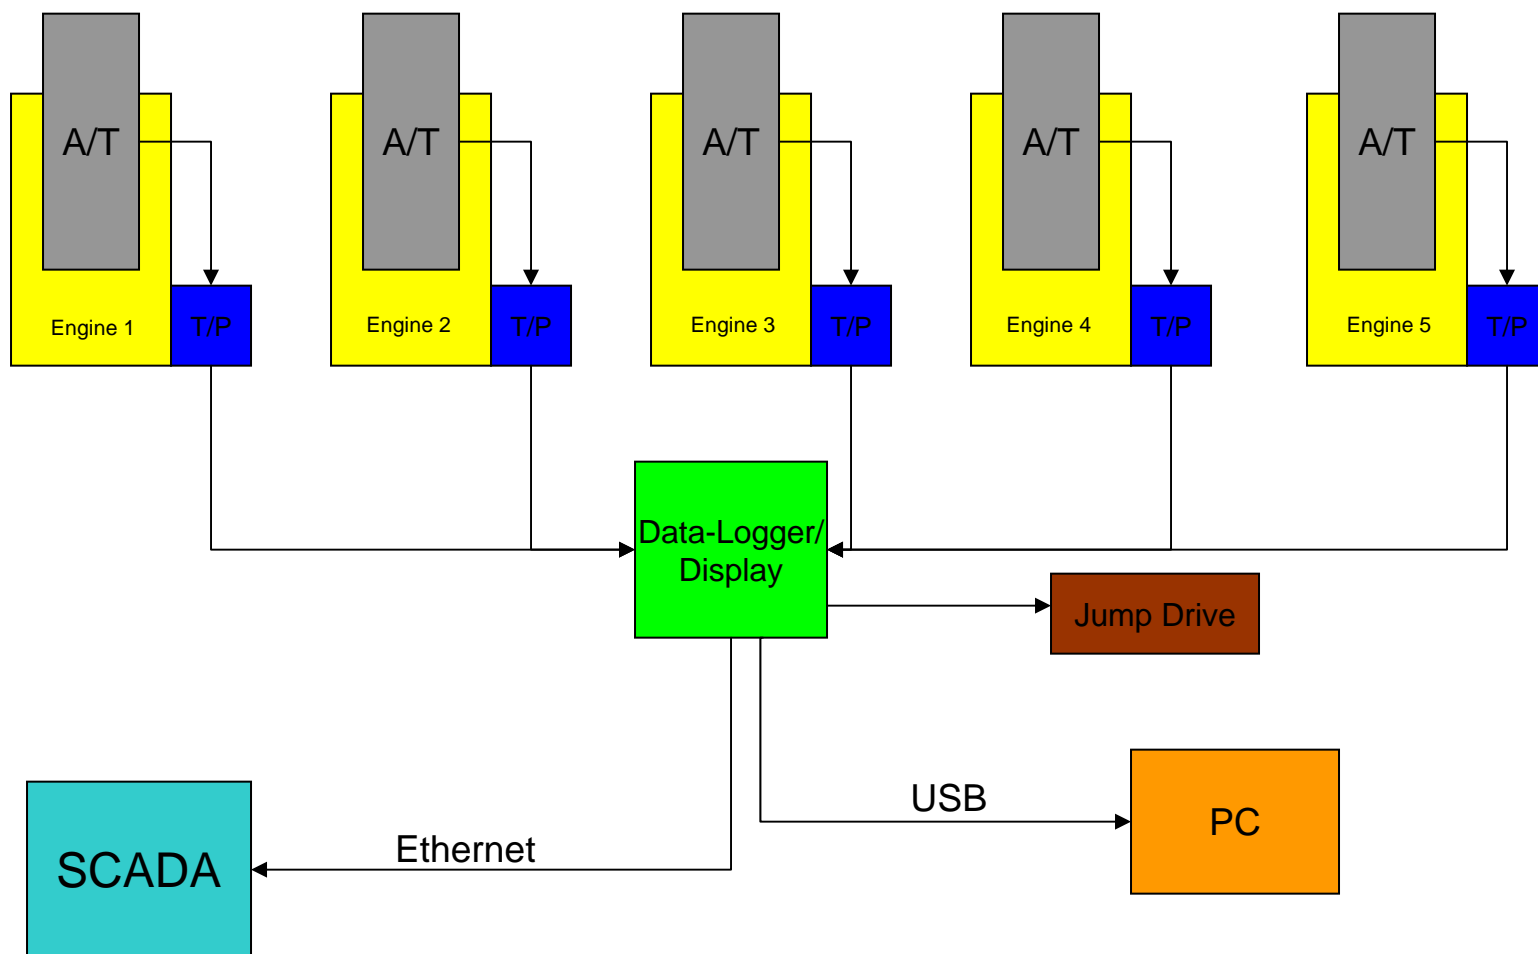 A/T
A/T
A/T
A/T
A/T
Engine 1
T/P
Engine 2
T/P
Engine 3
T/P
Engine 4
T/P
Engine 5
T/P
Data-Logger/
Display
Jump Drive
USB
PC
Ethernet
SCADA